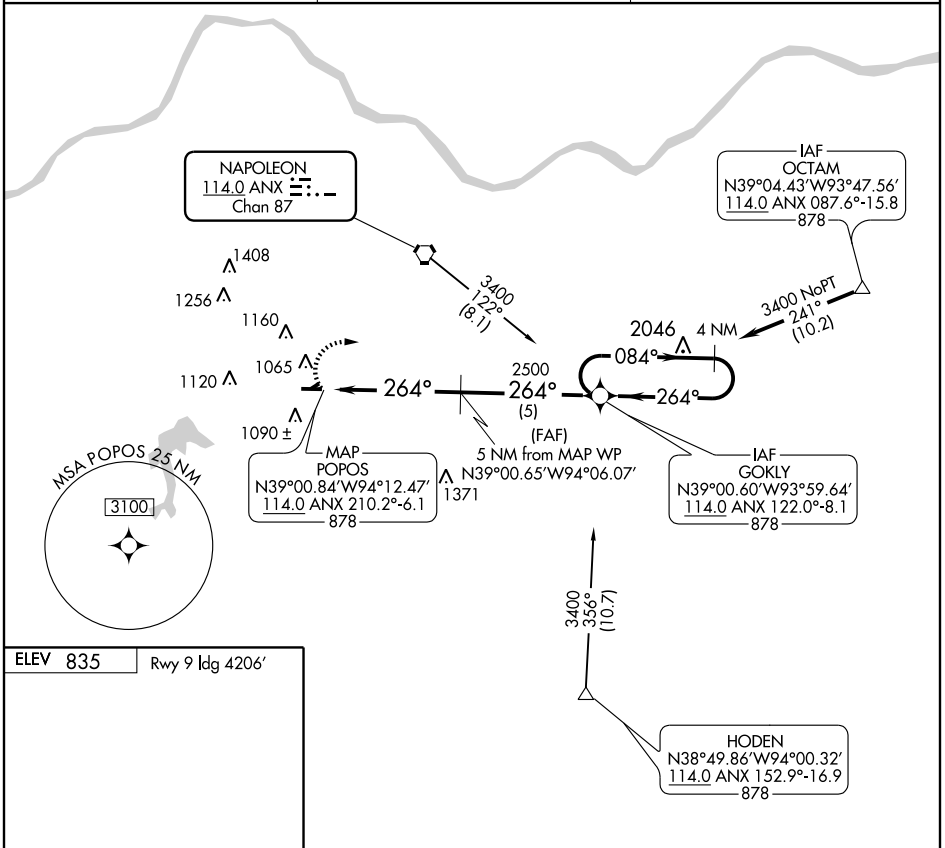 NAPOLEON
114.0 ANX
Chan 87
IAF
OCTAM
N39°04.43'W93°47.56'
114.0 ANX 087.6°-15.8
878
1408
1256
1160
1065
1120
1090 ±
3400
122°
(8.1)
3400 NoPT
241°
(10.2)
2046
4 NM
084°
264°
2500
264°
(5)
264°
(FAF)
5 NM from MAP WP
N39°00.65'W94°06.07'
1371
MAP
POPOS
N39°00.84'W94°12.47'
114.0 ANX 210.2°-6.1
878
IAF
GOKLY
N39°00.60'W93°59.64'
114.0 ANX 122.0°-8.1
878
MSA POPOS 25 NM
3100
3400
356°
(10.7)
HODEN
N38°49.86'W94°00.32'
114.0 ANX 152.9°-16.9
878
ELEV 835
Rwy 9 ldg 4206'